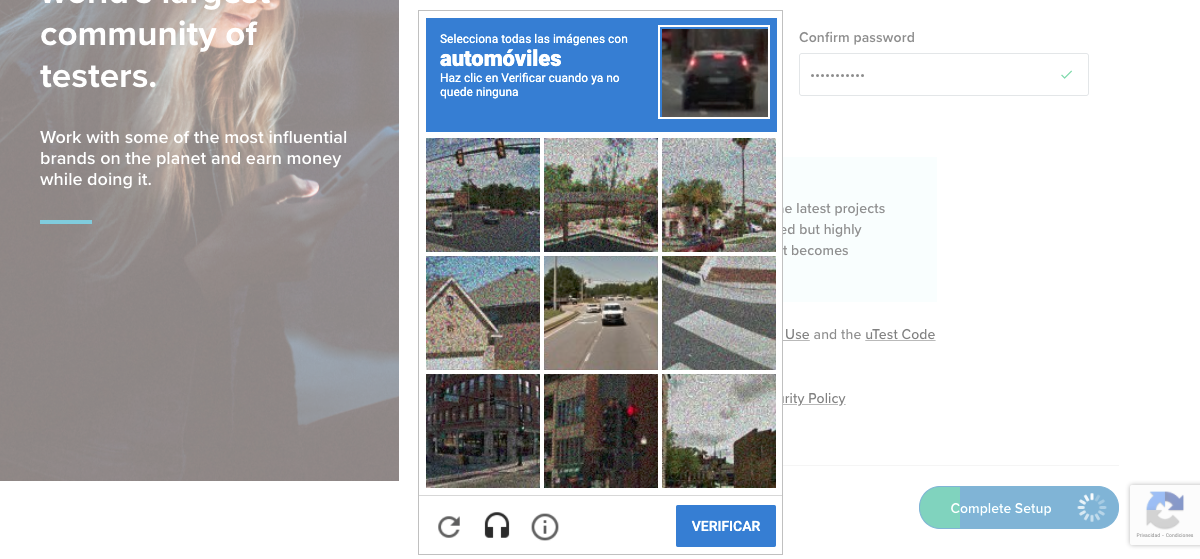 world's largest
community of
testers.
Work with some of the most influential
brands on the planet and earn money
while doing it.
Selecciona todas las imágenes con
automóviles
Haz clic en Verificar cuando ya no
quede ninguna
VERIFICAR
Confirm password
e latest projects
ed but highly
t becomes
Use and the uTest Code
rity Policy
Complete Setup
Privacidad - Condiciones